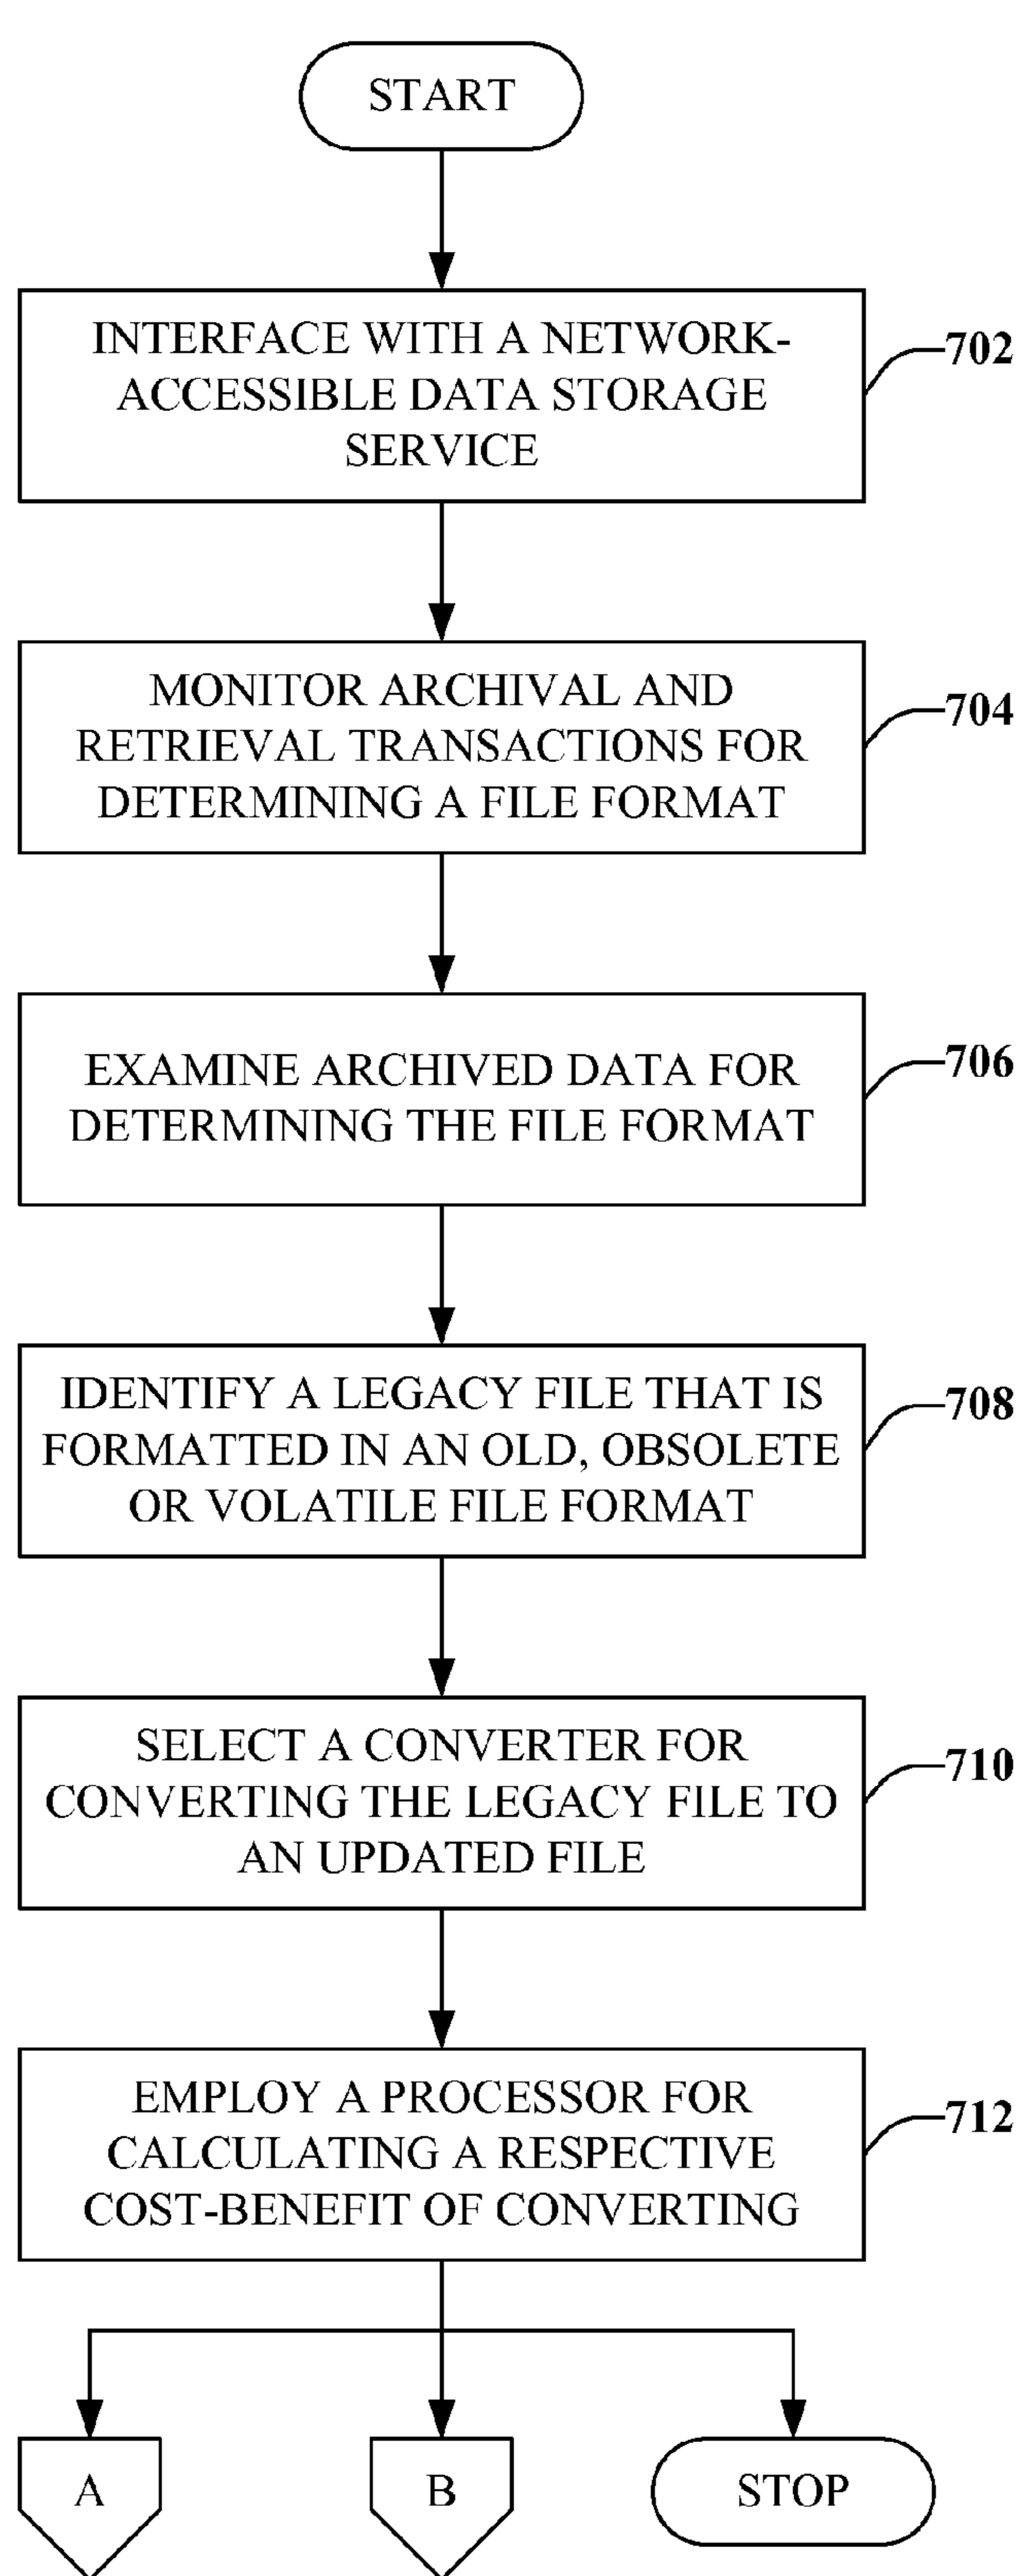 START
INTERFACE WITH A NETWORK-
ACCESSIBLE DATA STORAGE
SERVICE
702
MONITOR ARCHIVAL AND
RETRIEVAL TRANSACTIONS FOR
DETERMINING A FILE FORMAT
704
EXAMINE ARCHIVED DATA FOR
DETERMINING THE FILE FORMAT
706
IDENTIFY A LEGACY FILE THAT IS
FORMATTED IN AN OLD, OBSOLETE
OR VOLATILE FILE FORMAT
708
SELECT A CONVERTER FOR
CONVERTING THE LEGACY FILE TO
AN UPDATED FILE
710
EMPLOY A PROCESSOR FOR
CALCULATING A RESPECTIVE
COST-BENEFIT OF CONVERTING
712
A
B
STOP